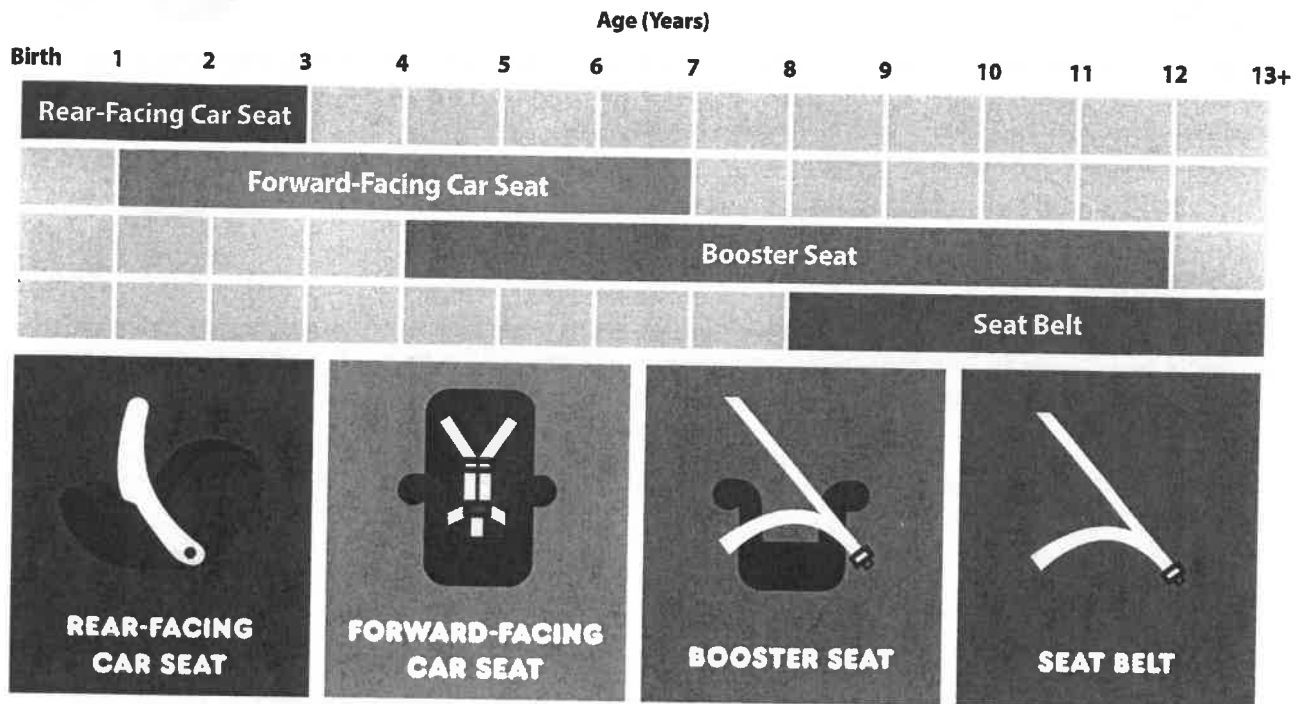 Age (Years)
Birth 1 2 3 4 5 6 7 8 9 10 11 12 13+
Rear-Facing Car Seat
Forward-Facing Car Seat
Booster Seat
Seat Belt
REAR-FACING
CAR SEAT
FORWARD-FACING
CAR SEAT
BOOSTER SEAT
SEAT BELT